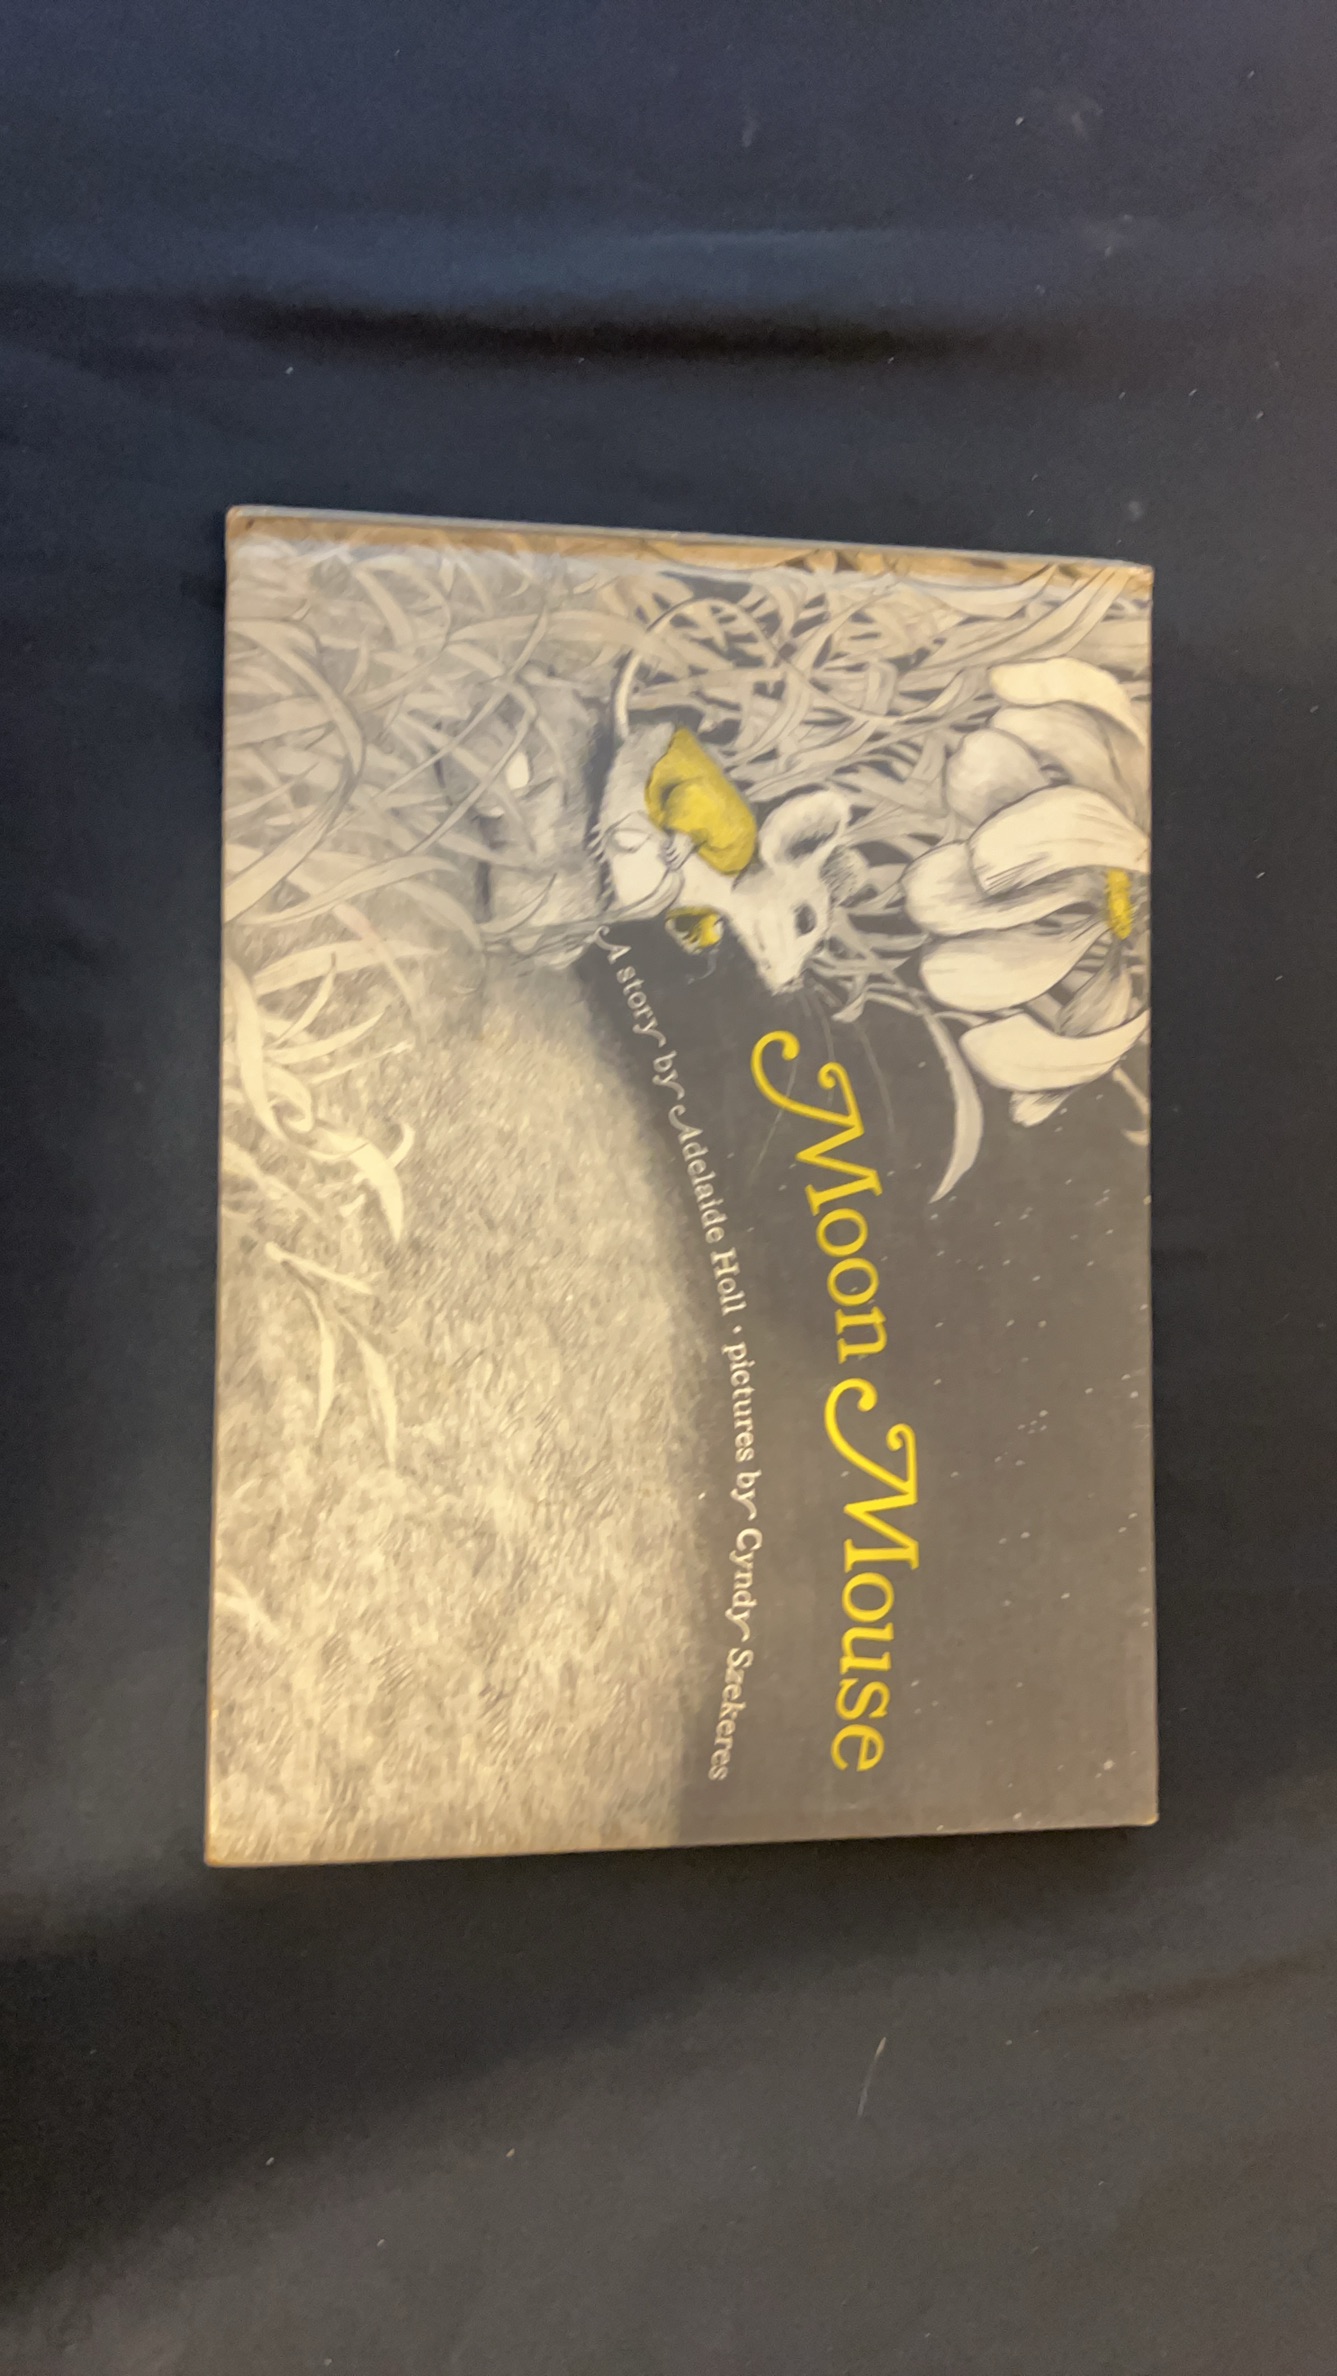 Moon Mouse
A story by Adelaide Holl • pictures by Cyndy Szekeres